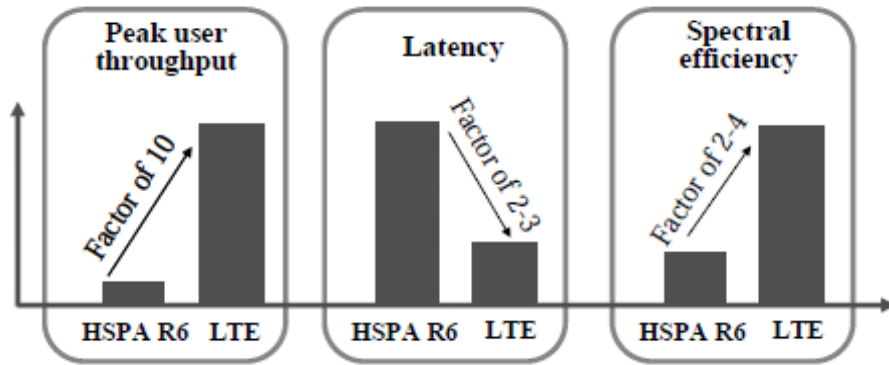 Peak user
throughput
Factor of 10
HSPA R6 LTE
Latency
Factor of 2-3
HSPA R6 LTE
Spectral
efficiency
Factor of 2-4
HSPA R6 LTE